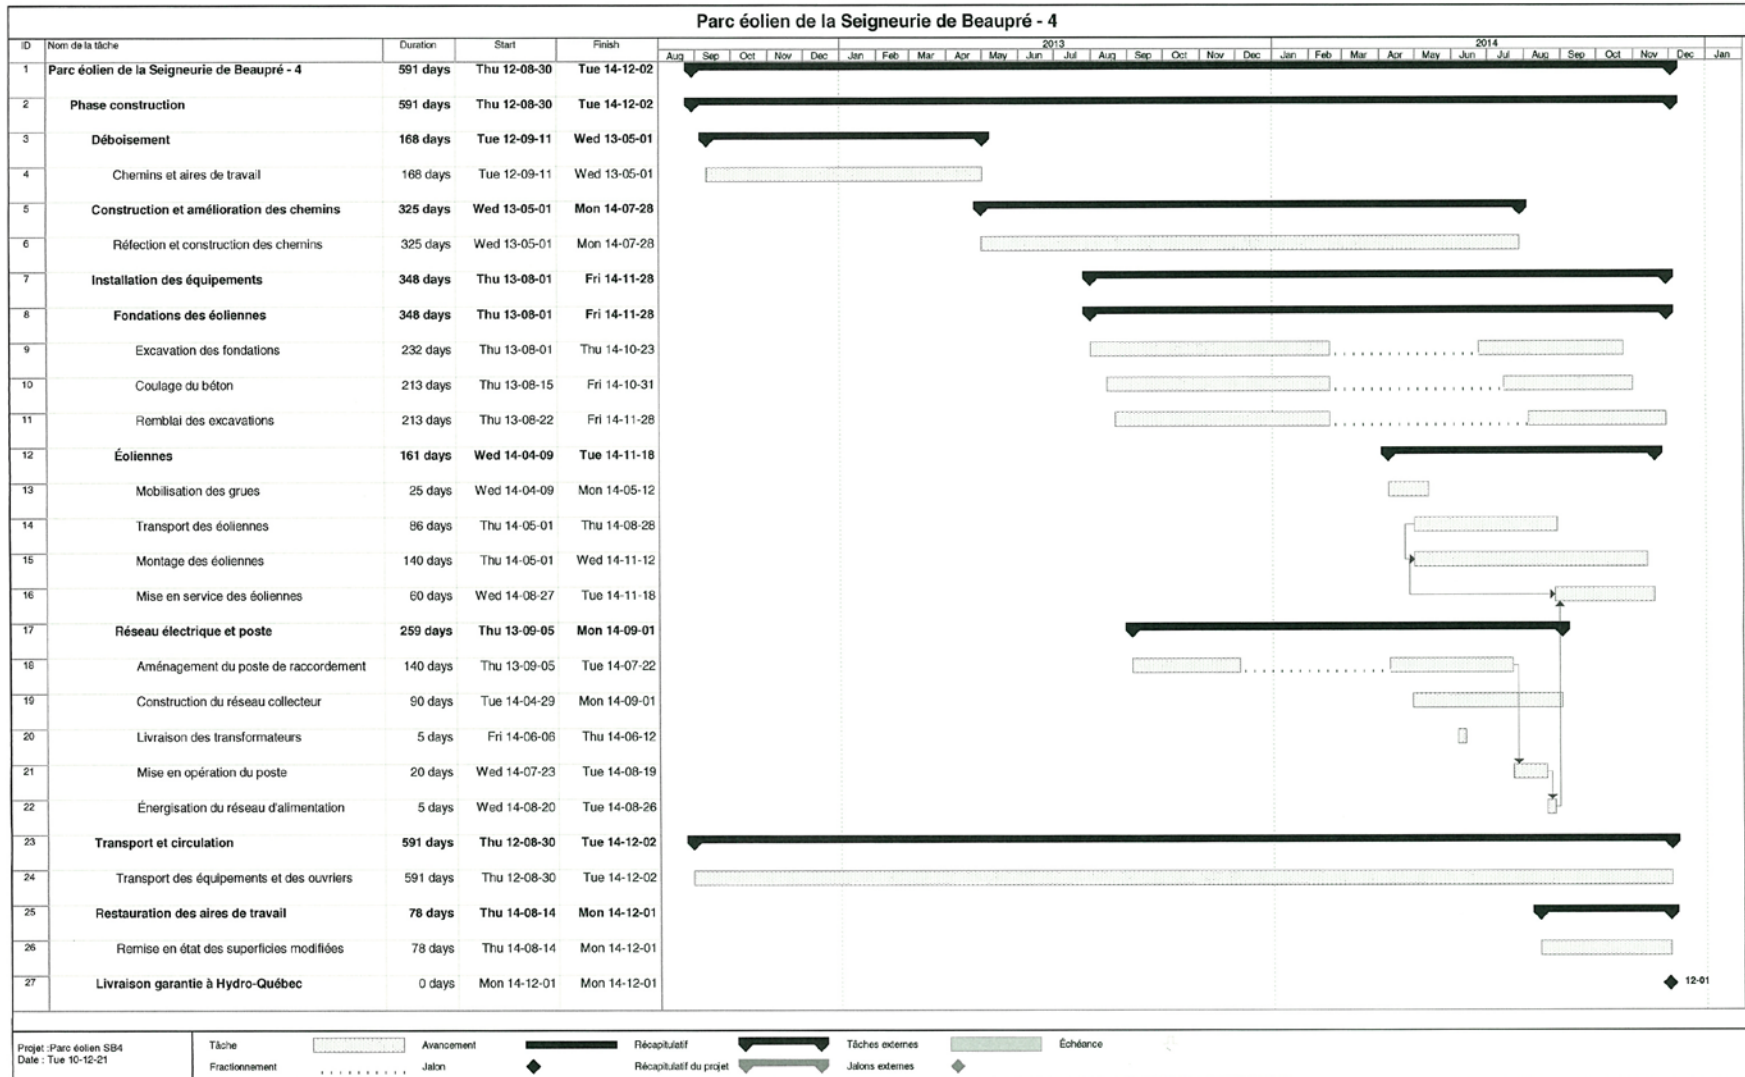 Parc éolien de la Seigneurie de Beaupré - 4
ID Nom de la tâche Duration Start Finish 2013 2014
Aug Sep Oct Nov Dec Jan Feb Mar Apr May Jun Jul Aug Sep Oct Nov Dec Jan Feb Mar Apr May Jun Jul Aug Sep Oct Nov Dec Jan
1 Parc éolien de la Seigneurie de Beaupré - 4 591 days Thu 12-08-30 Tue 14-12-02
2 Phase construction 591 days Thu 12-08-30 Tue 14-12-02
3 Déboisement 168 days Tue 12-09-11 Wed 13-05-01
4 Chemins et aires de travail 168 days Tue 12-09-11 Wed 13-05-01
5 Construction et amélioration des chemins 325 days Wed 13-05-01 Mon 14-07-28
6 Réfection et construction des chemins 325 days Wed 13-05-01 Mon 14-07-28
7 Installation des équipements 348 days Thu 13-08-01 Fri 14-11-28
8 Fondations des éoliennes 348 days Thu 13-08-01 Fri 14-11-28
9 Excavation des fondations 232 days Thu 13-08-01 Thu 14-10-23
10 Coulage du béton 213 days Thu 13-08-15 Fri 14-10-31
11 Remblai des excavations 213 days Thu 13-08-22 Fri 14-11-28
12 Éoliennes 161 days Wed 14-04-09 Tue 14-11-18
13 Mobilisation des grues 25 days Wed 14-04-09 Mon 14-05-12
14 Transport des éoliennes 86 days Thu 14-05-01 Thu 14-08-28
15 Montage des éoliennes 140 days Thu 14-05-01 Wed 14-11-12
16 Mise en service des éoliennes 60 days Wed 14-08-27 Tue 14-11-18
17 Réseau électrique et poste 259 days Thu 13-09-05 Mon 14-09-01
18 Aménagement du poste de raccordement 140 days Thu 13-09-05 Tue 14-07-22
19 Construction du réseau collecteur 90 days Tue 14-04-29 Mon 14-09-01
20 Livraison des transformateurs 5 days Fri 14-06-06 Thu 14-06-12
21 Mise en opération du poste 20 days Wed 14-07-23 Tue 14-08-19
22 Énergisation du réseau d'alimentation 5 days Wed 14-08-20 Tue 14-08-26
23 Transport et circulation 591 days Thu 12-08-30 Tue 14-12-02
24 Transport des équipements et des ouvriers 591 days Thu 12-08-30 Tue 14-12-02
25 Restauration des aires de travail 78 days Thu 14-08-14 Mon 14-12-01
26 Remise en état des superficies modifiées 78 days Thu 14-08-14 Mon 14-12-01
27 Livraison garantie à Hydro-Québec 0 days Mon 14-12-01 Mon 14-12-01 12-01
Projet :Parc éolien SB4
Date : Tue 10-12-21
Tâche Avancement Récapitulatif Tâches externes Échéance
Fractionnement Jalon Récapitulatif du projet Jalons externes